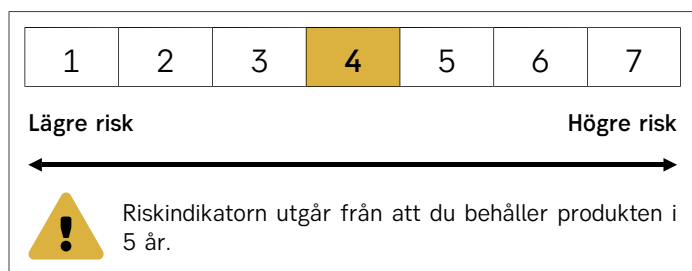 1 2 3 4 5 6 7
Lägre risk Högre risk
Riskindikatorn utgår från att du behåller produkten i
5 år.